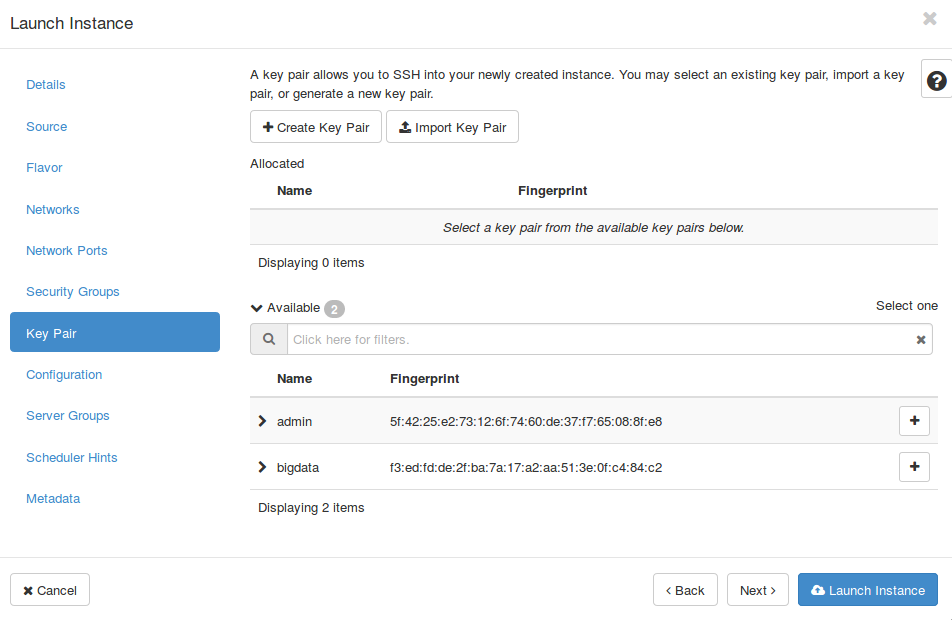 Launch Instance
Details
Source
Flavor
Networks
Network Ports
Security Groups
Key Pair
Configuration
Server Groups
Scheduler Hints
Metadata
A key pair allows you to SSH into your newly created instance. You may select an existing key pair, import a key
pair, or generate a new key pair.
Create Key Pair Import Key Pair
Allocated
Name Fingerprint
Select a key pair from the available key pairs below.
Displaying 0 items
Available 2 Select one
Click here for filters.
Name Fingerprint
admin 5f:42:25:e2:73:12:6f:74:60:de:37:f7:65:08:8f:e8
bigdata f3:ed:fd:de:2f:ba:7a:17:a2:aa:51:3e:0f:c4:84:c2
Displaying 2 items
Cancel < Back Next > Launch Instance